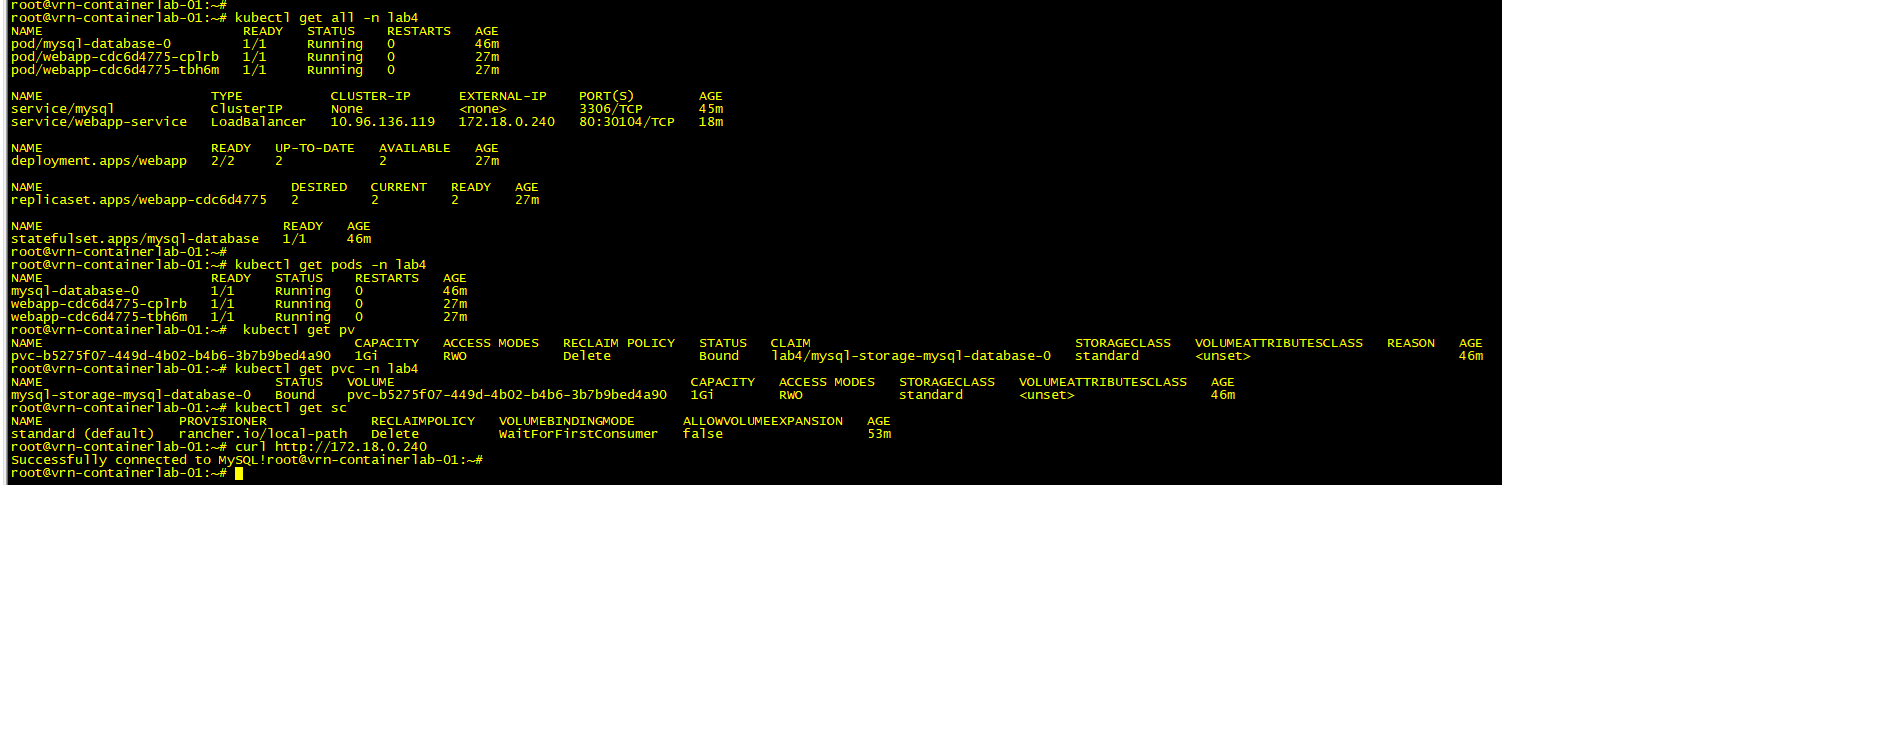 root@vrn-containerlab-01:~#
root@vrn-containerlab-01:~# kubectl get all -n lab4
NAME                         READY   STATUS    RESTARTS   AGE
pod/mysql-database-0         1/1     Running   0          46m
pod/webapp-cdc6d4775-cplrb   1/1     Running   0          27m
pod/webapp-cdc6d4775-tbh6m   1/1     Running   0          27m
NAME                     TYPE           CLUSTER-IP      EXTERNAL-IP    PORT(S)        AGE
service/mysql            ClusterIP      None            <none>         3306/TCP       45m
service/webapp-service   LoadBalancer   10.96.136.119   172.18.0.240   80:30104/TCP   18m
NAME                     READY   UP-TO-DATE   AVAILABLE   AGE
deployment.apps/webapp   2/2     2            2           27m
NAME                               DESIRED   CURRENT   READY   AGE
replicaset.apps/webapp-cdc6d4775   2         2         2       27m
NAME                              READY   AGE
statefulset.apps/mysql-database   1/1     46m
root@vrn-containerlab-01:~#
root@vrn-containerlab-01:~# kubectl get pods -n lab4
NAME                     READY   STATUS    RESTARTS   AGE
mysql-database-0         1/1     Running   0          46m
webapp-cdc6d4775-cplrb   1/1     Running   0          27m
webapp-cdc6d4775-tbh6m   1/1     Running   0          27m
root@vrn-containerlab-01:~#  kubectl get pv
NAME                                       CAPACITY   ACCESS MODES   RECLAIM POLICY   STATUS   CLAIM                                 STORAGECLASS   VOLUMEATTRIBUTESCLASS   REASON   AGE
pvc-b5275f07-449d-4b02-b4b6-3b7b9bed4a90   1Gi        RWO            Delete           Bound    lab4/mysql-storage-mysql-database-0   standard       <unset>                          46m
root@vrn-containerlab-01:~# kubectl get pvc -n lab4
NAME                             STATUS   VOLUME                                     CAPACITY   ACCESS MODES   STORAGECLASS   VOLUMEATTRIBUTESCLASS   AGE
mysql-storage-mysql-database-0   Bound    pvc-b5275f07-449d-4b02-b4b6-3b7b9bed4a90   1Gi        RWO            standard       <unset>                 46m
root@vrn-containerlab-01:~# kubectl get sc
NAME                 PROVISIONER             RECLAIMPOLICY   VOLUMEBINDINGMODE      ALLOWVOLUMEEXPANSION   AGE
standard (default)   rancher.io/local-path   Delete          WaitForFirstConsumer   false                  53m
root@vrn-containerlab-01:~# curl http://172.18.0.240
Successfully connected to MySQL!root@vrn-containerlab-01:~#
root@vrn-containerlab-01:~#